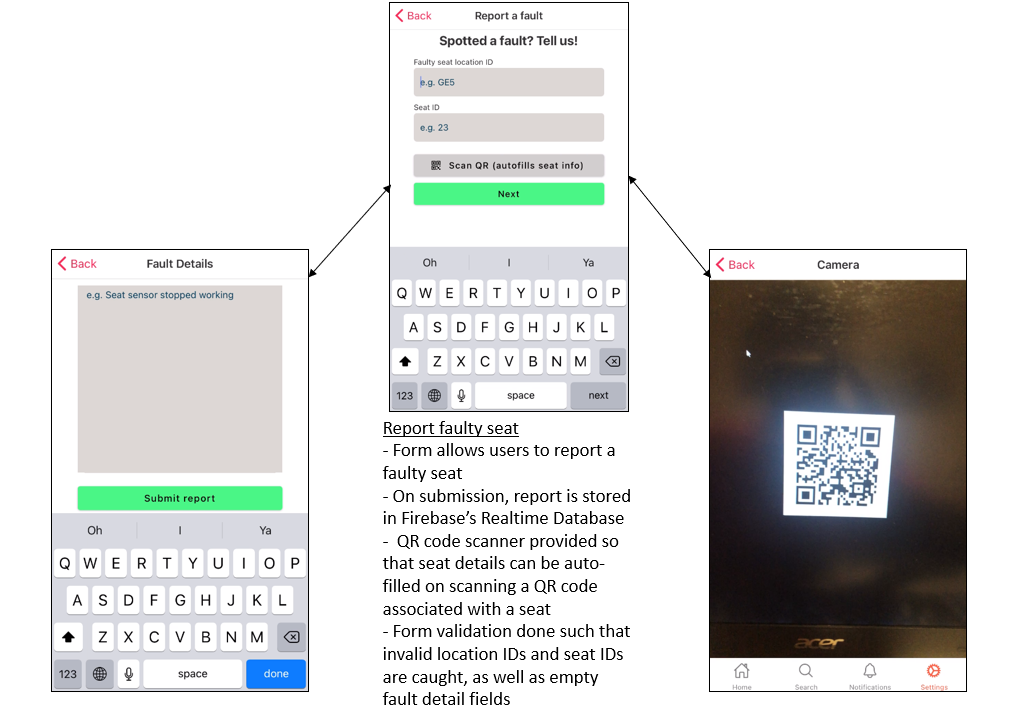 Back
Report a fault
Spotted a fault? Tell us!
Faulty seat location ID
e.g. GE5
Seat ID
e.g. 23
Scan QR (autofills seat info)
Next
Oh I Ya
Q W E R T Y U I O P
A S D F G H J K L
Z X C V B N M
123 space next
Back
Fault Details
e.g. Seat sensor stopped working
Submit report
Oh I Ya
Q W E R T Y U I O P
A S D F G H J K L
Z X C V B N M
123 space done
Report faulty seat
- Form allows users to report a
faulty seat
- On submission, report is stored
in Firebase’s Realtime Database
-  QR code scanner provided so
that seat details can be auto-
filled on scanning a QR code
associated with a seat
- Form validation done such that
invalid location IDs and seat IDs
are caught, as well as empty
fault detail fields
Back
Camera
acer
Home Search Notifications Settings